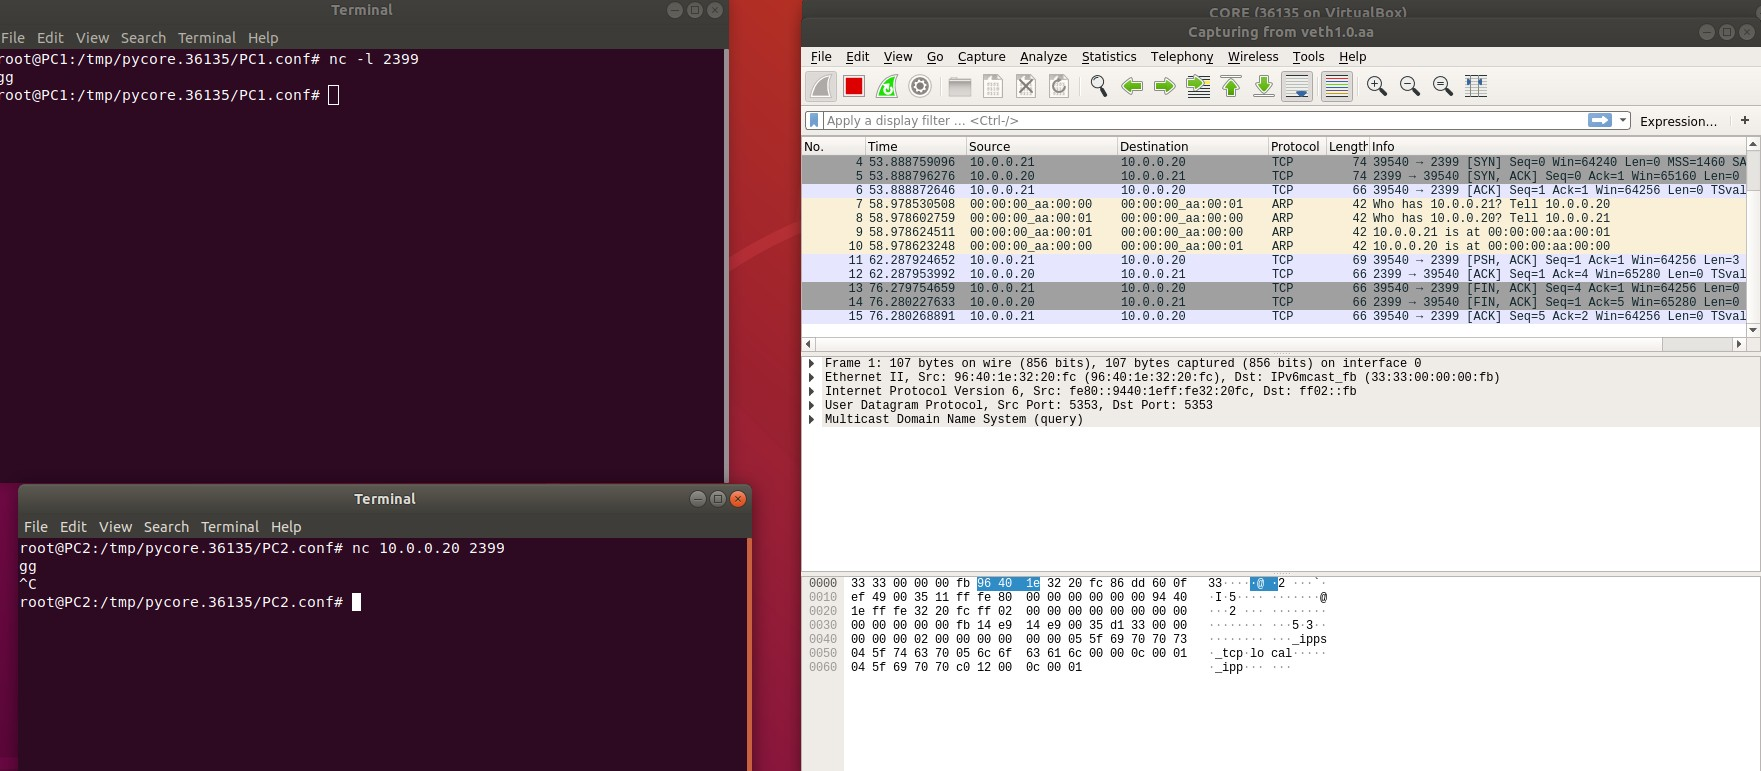 Terminal
File Edit View Search Terminal Help
root@PC1:/tmp/pycore.36135/PC1.conf# nc -l 2399
gg
root@PC1:/tmp/pycore.36135/PC1.conf#
Terminal
File Edit View Search Terminal Help
root@PC2:/tmp/pycore.36135/PC2.conf# nc 10.0.0.20 2399
gg
^C
root@PC2:/tmp/pycore.36135/PC2.conf#
CORE (36135 on VirtualBox)
Capturing from veth1.0.aa
File Edit View Go Capture Analyze Statistics Telephony Wireless Tools Help
Apply a display filter ... <Ctrl-/> Expression… +
No. Time Source Destination Protocol Length Info
4 53.888759096 10.0.0.21 10.0.0.20 TCP 74 39540 → 2399 [SYN] Seq=0 Win=64240 Len=0 MSS=1460 SA
5 53.888796276 10.0.0.20 10.0.0.21 TCP 74 2399 → 39540 [SYN, ACK] Seq=0 Ack=1 Win=65160 Len=0
6 53.888872646 10.0.0.21 10.0.0.20 TCP 66 39540 → 2399 [ACK] Seq=1 Ack=1 Win=64256 Len=0 TSval
7 58.978530508 00:00:00_aa:00:00 00:00:00_aa:00:01 ARP 42 Who has 10.0.0.21? Tell 10.0.0.20
8 58.978602759 00:00:00_aa:00:01 00:00:00_aa:00:00 ARP 42 Who has 10.0.0.20? Tell 10.0.0.21
9 58.978624511 00:00:00_aa:00:01 00:00:00_aa:00:00 ARP 42 10.0.0.21 is at 00:00:00:aa:00:01
10 58.978623248 00:00:00_aa:00:00 00:00:00_aa:00:01 ARP 42 10.0.0.20 is at 00:00:00:aa:00:00
11 62.287924652 10.0.0.21 10.0.0.20 TCP 69 39540 → 2399 [PSH, ACK] Seq=1 Ack=1 Win=64256 Len=3
12 62.287953992 10.0.0.20 10.0.0.21 TCP 66 2399 → 39540 [ACK] Seq=1 Ack=4 Win=65280 Len=0 TSval
13 76.279754659 10.0.0.21 10.0.0.20 TCP 66 39540 → 2399 [FIN, ACK] Seq=4 Ack=1 Win=64256 Len=0
14 76.280227633 10.0.0.20 10.0.0.21 TCP 66 2399 → 39540 [FIN, ACK] Seq=1 Ack=5 Win=65280 Len=0
15 76.280268891 10.0.0.21 10.0.0.20 TCP 66 39540 → 2399 [ACK] Seq=5 Ack=2 Win=64256 Len=0 TSval
Frame 1: 107 bytes on wire (856 bits), 107 bytes captured (856 bits) on interface 0
Ethernet II, Src: 96:40:1e:32:20:fc (96:40:1e:32:20:fc), Dst: IPv6mcast_fb (33:33:00:00:00:fb)
Internet Protocol Version 6, Src: fe80::9440:1eff:fe32:20fc, Dst: ff02::fb
User Datagram Protocol, Src Port: 5353, Dst Port: 5353
Multicast Domain Name System (query)
0000 33 33 00 00 00 fb 96 40 1e 32 20 fc 86 dd 60 0f 33·····@ ·2 ···`·
0010 ef 49 00 35 11 ff fe 80 00 00 00 00 00 00 94 40 ·I·5···· ·······@
0020 1e ff fe 32 20 fc ff 02 00 00 00 00 00 00 00 00 ···2 ··· ········
0030 00 00 00 00 00 fb 14 e9 14 e9 00 35 d1 33 00 00 ········ ···5·3··
0040 00 00 00 02 00 00 00 00 00 00 05 5f 69 70 70 73 ········ ···_ipps
0050 04 5f 74 63 70 05 6c 6f 63 61 6c 00 00 0c 00 01 ·_tcp·lo cal·····
0060 04 5f 69 70 70 c0 12 00 0c 00 01 ·_ipp··· ···